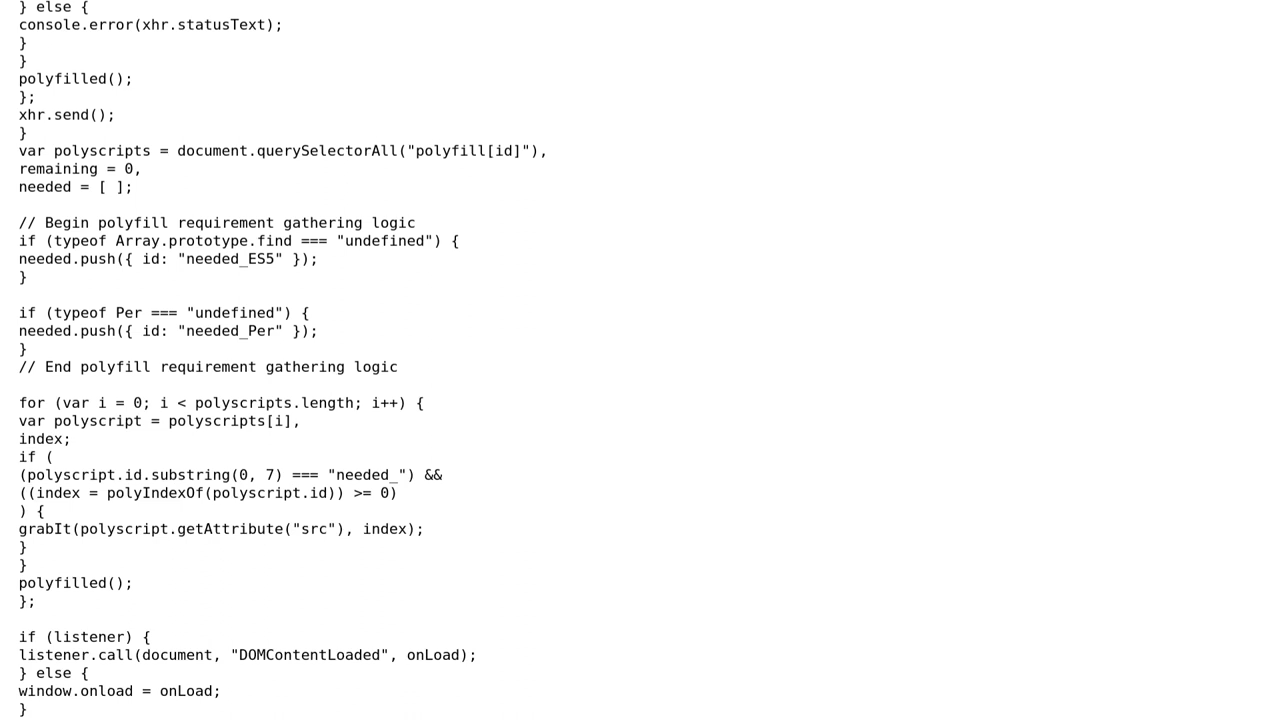 } else {
console.error(xhr.statusText);
}
}
polyfilled();
};
xhr.send();
}
var polyscripts = document.querySelectorAll("polyfill[id]"),
remaining = 0,
needed = [ ];

// Begin polyfill requirement gathering logic
if (typeof Array.prototype.find === "undefined") {
needed.push({ id: "needed_ES5" });
}

if (typeof Per === "undefined") {
needed.push({ id: "needed_Per" });
}
// End polyfill requirement gathering logic

for (var i = 0; i < polyscripts.length; i++) {
var polyscript = polyscripts[i],
index;
if (
(polyscript.id.substring(0, 7) === "needed_") &&
((index = polyIndexOf(polyscript.id)) >= 0)
) {
grabIt(polyscript.getAttribute("src"), index);
}
}
polyfilled();
};

if (listener) {
listener.call(document, "DOMContentLoaded", onLoad);
} else {
window.onload = onLoad;
}